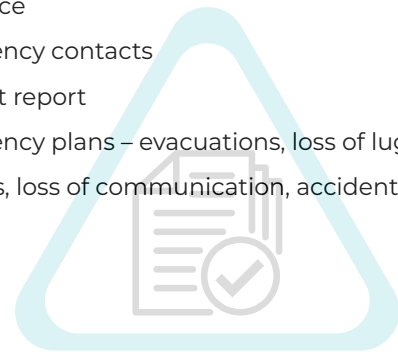 ce
ency contacts
t report
ency plans – evacuations, loss of lug
s, loss of communication, accident